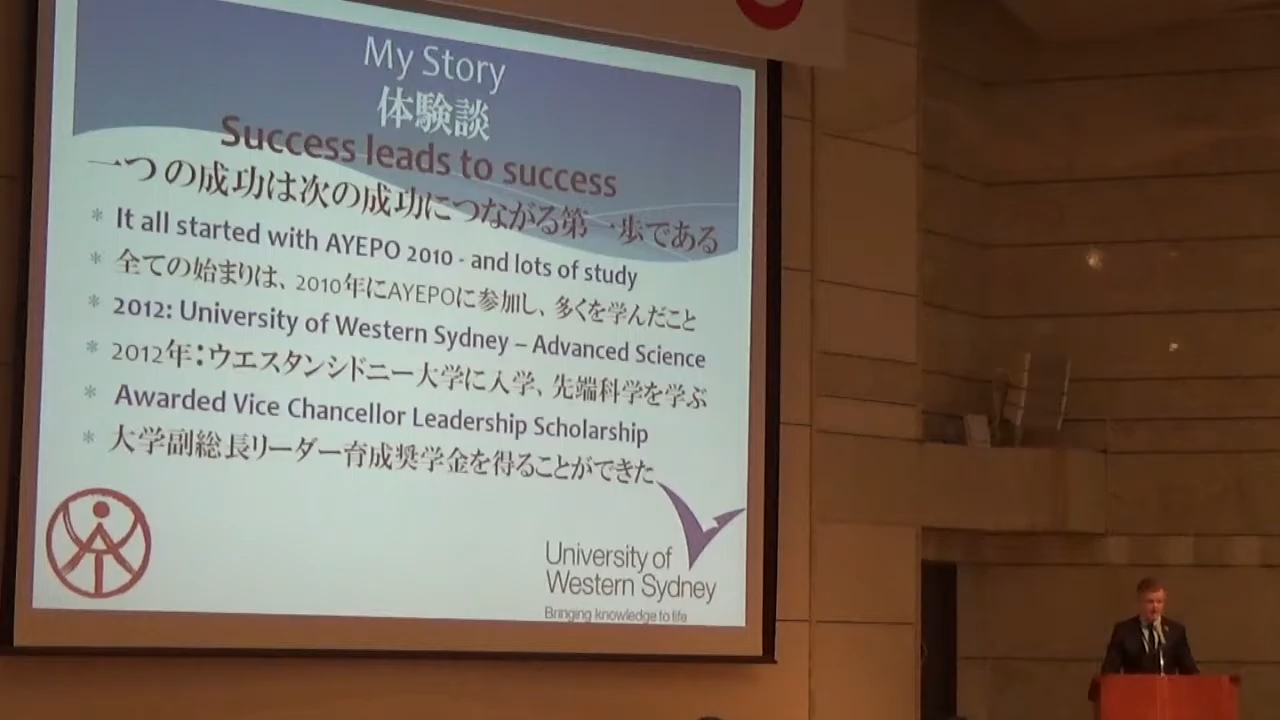 My Story
体験談
Success leads to success
一つの成功は次の成功につながる第一歩である
* It all started with AYEPO 2010 - and lots of study
* 全ての始まりは、2010年にAYEPOに参加し、多くを学んだこと
* 2012: University of Western Sydney – Advanced Science
* 2012年：ウエスタンシドニー大学に入学、先端科学を学ぶ
* Awarded Vice Chancellor Leadership Scholarship
* 大学副総長リーダー育成奨学金を得ることができた
University of
Western Sydney
Bringing knowledge to life